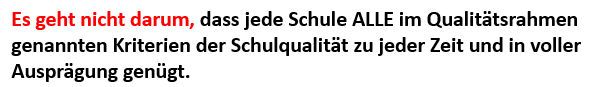 Es geht nicht darum, dass jede Schule ALLE im Qualitätsrahmen
genannten Kriterien der Schulqualität zu jeder Zeit und in voller
Ausprägung genügt.